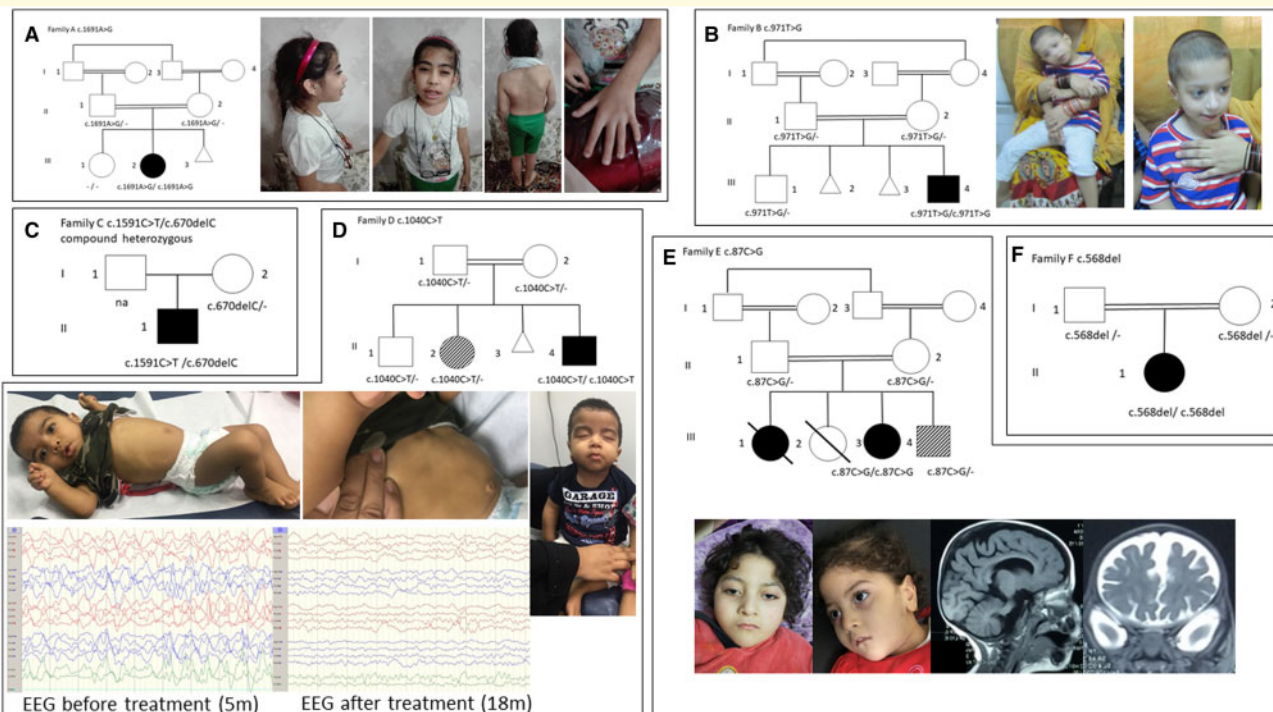 A
Family A c.1691A>G
I
1
2
3
4
II
1
2
c.1691A>G/ -
c.1691A>G/ -
III
1
2
3
- / -
c.1691A>G/ c.1691A>G
B
Family B c.971T>G
I
1
2
3
4
II
1
2
c.971T>G/-
c.971T>G/-
III
1
2
3
4
c.971T>G/-
c.971T>G/c.971T>G
C
Family C c.1591C>T/c.670delC
compound heterozygous
I
1
2
na
c.670delC/-
II
1
c.1591C>T /c.670delC
D
Family D c.1040C>T
I
1
2
c.1040C>T/-
c.1040C>T/-
II
1
2
3
4
c.1040C>T/-
c.1040C>T/-
c.1040C>T/ c.1040C>T
GARAGE
EEG before treatment (5m)
EEG after treatment (18m)
E
Family E c.87C>G
I
1
2
3
4
II
1
2
c.87C>G/-
c.87C>G/-
III
1
2
3
4
c.87C>G/c.87C>G
c.87C>G/-
F
Family F c.568del
I
1
2
c.568del /-
c.568del /-
II
1
c.568del/ c.568del